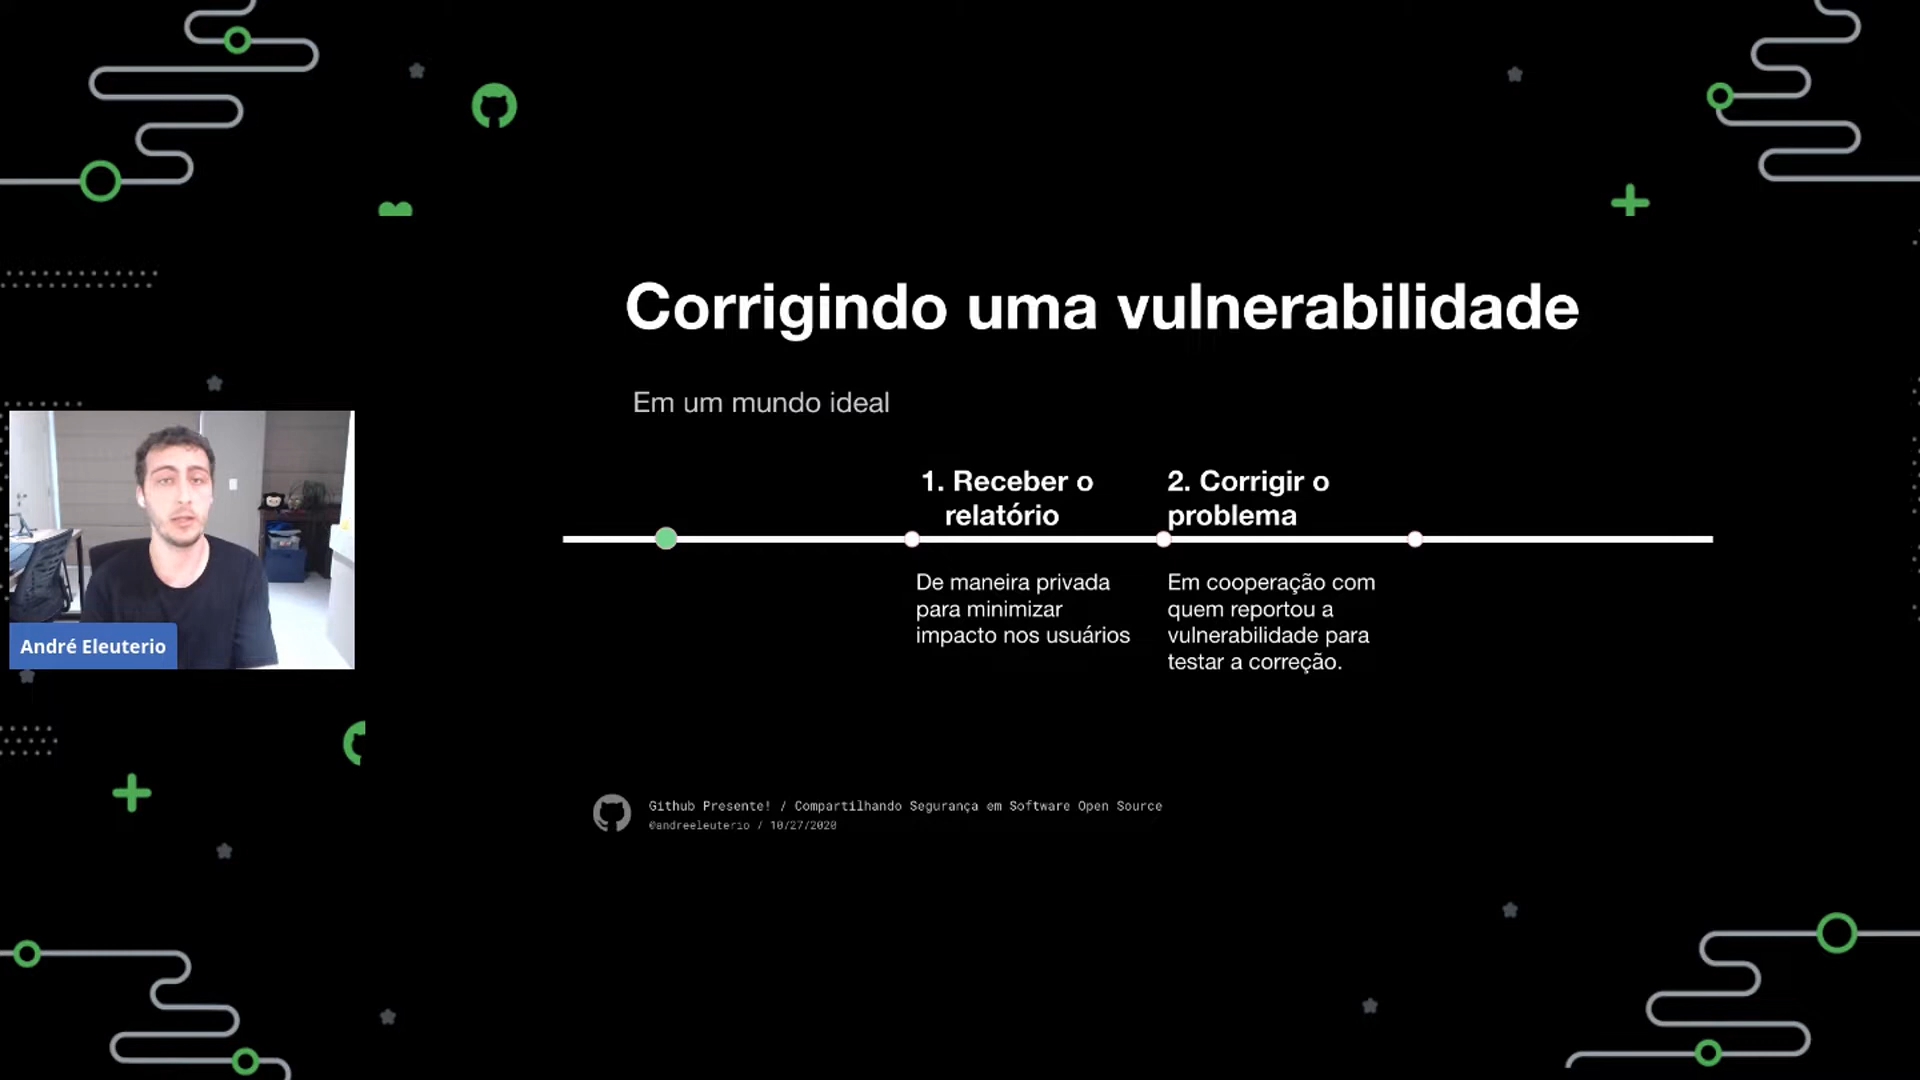 Corrigindo uma vulnerabilidade
Em um mundo ideal
1. Receber o
relatório
De maneira privada
para minimizar
impacto nos usuários
2. Corrigir o
problema
Em cooperação com
quem reportou a
vulnerabilidade para
testar a correção.
André Eleuterio
Github Presente! / Compartilhando Segurança em Software Open Source
@andreeleuterio / 10/27/2020